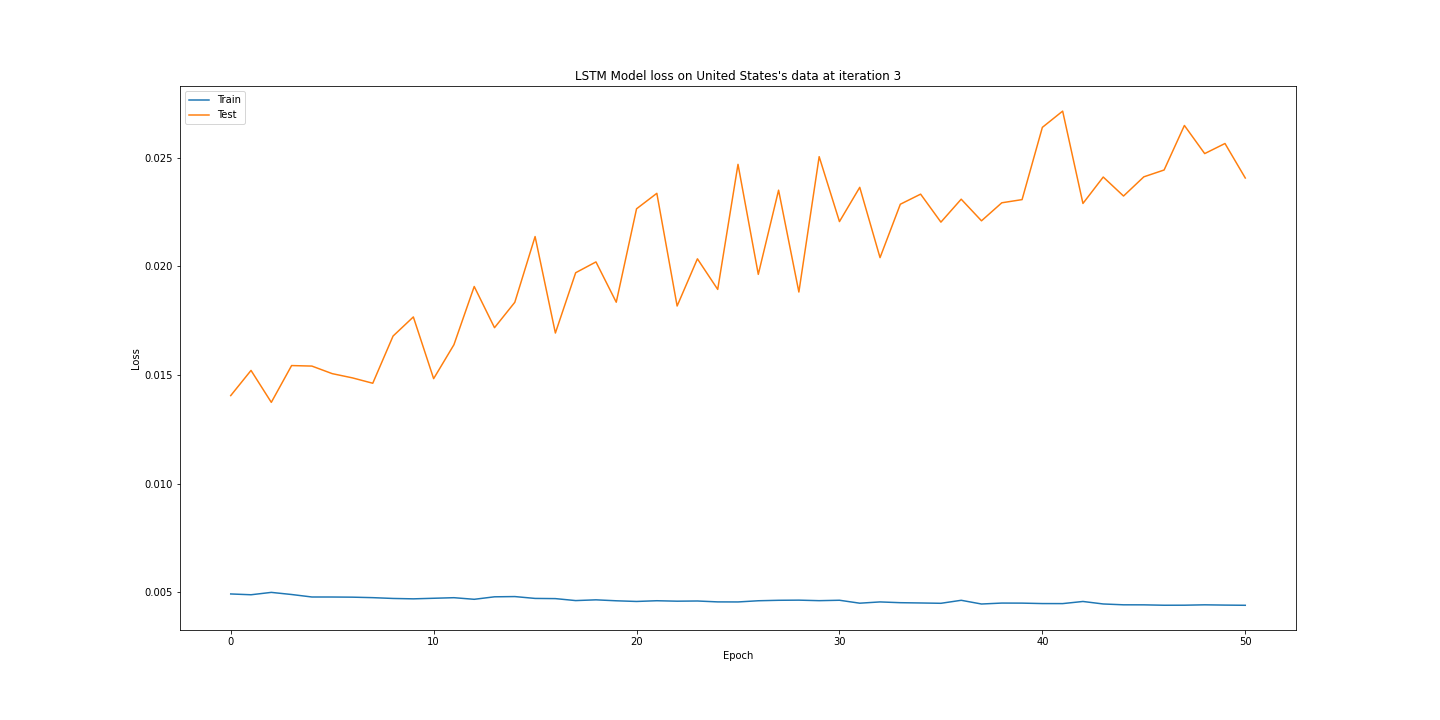 LSTM Model loss on United States's data at iteration 3
Train
Test
0.025
0.020
0.015
0.010
0.005
Loss
0 10 20 30 40 50
Epoch